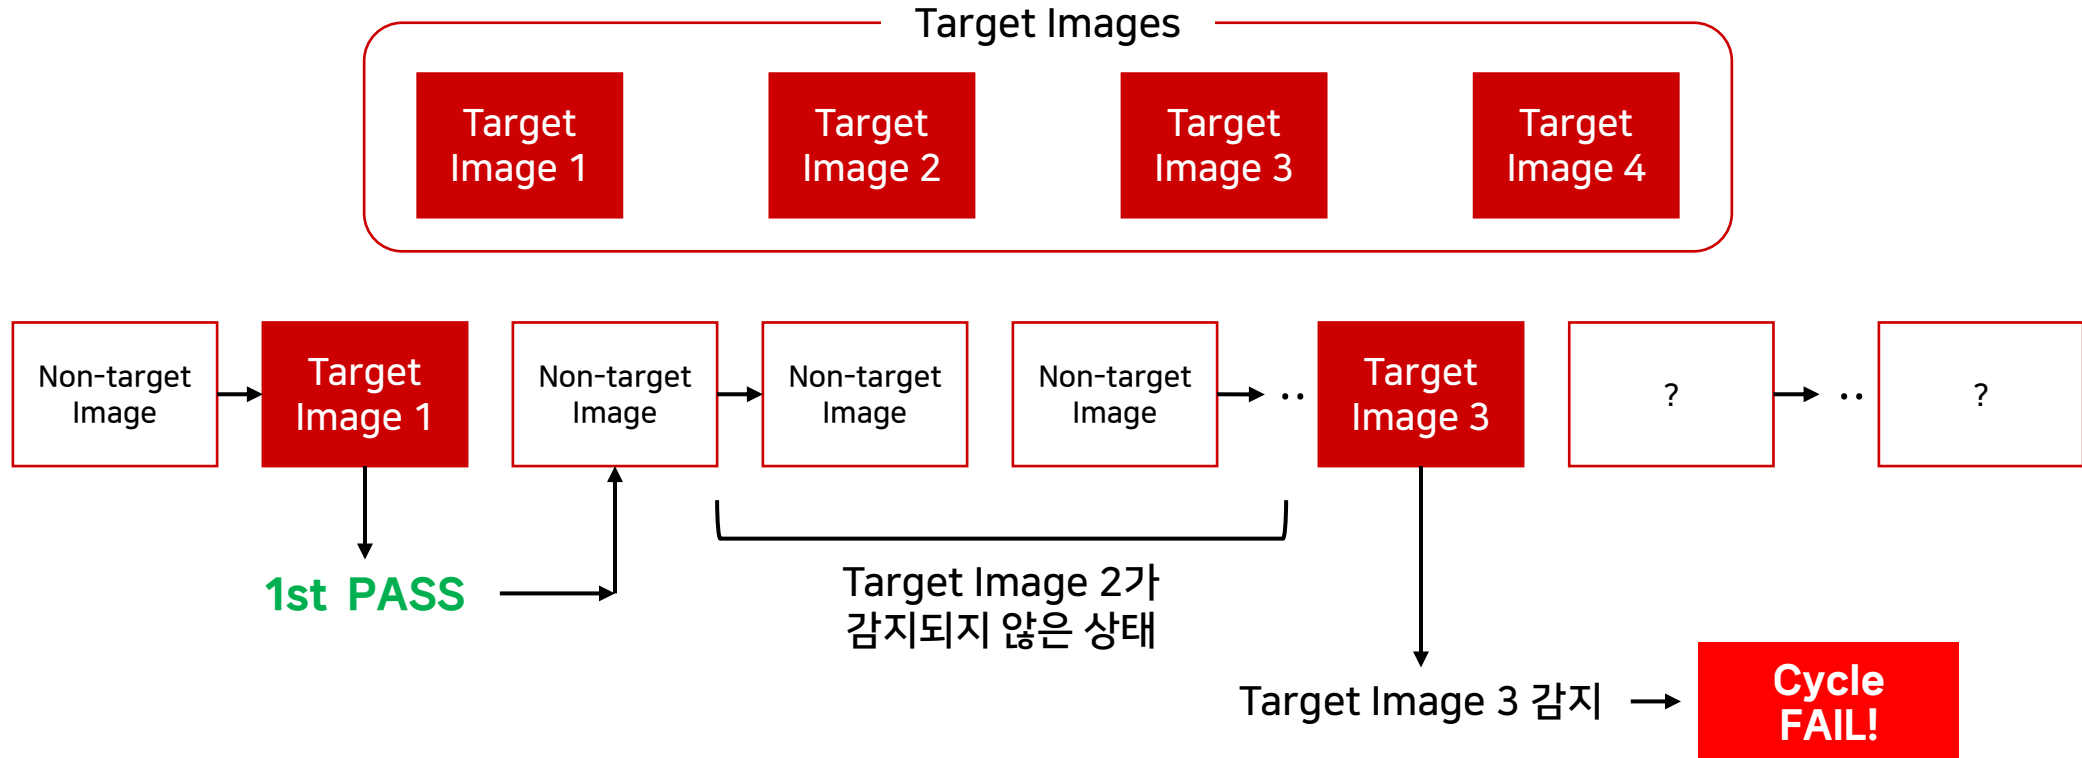 Target Images
Target
Image 1
Target
Image 2
Target
Image 3
Target
Image 4
Non-target
Image
Target
Image 1
Non-target
Image
Non-target
Image
Non-target
Image
..
Target
Image 3
?
..
?
1st PASS
Target Image 2가
감지되지 않은 상태
Target Image 3 감지
Cycle
FAIL!